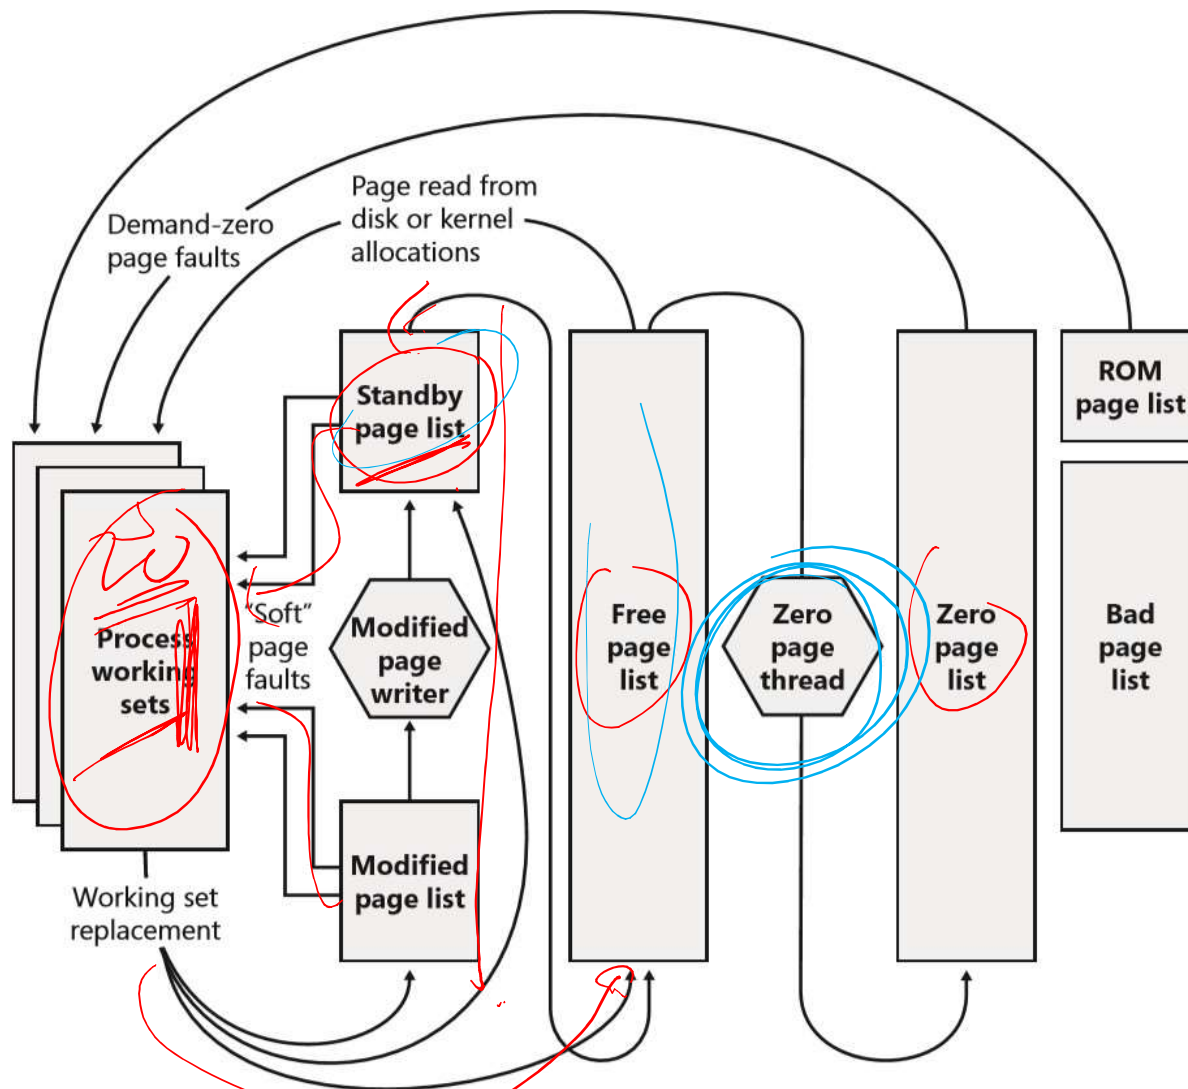 Demand-zero
page faults
Page read from
disk or kernel
allocations
Standby
page list
ROM
page list
Process
working
sets
"Soft"
page
faults
Modified
page
writer
Free
page
list
Zero
page
thread
Zero
page
list
Bad
page
list
Modified
page list
Working set
replacement